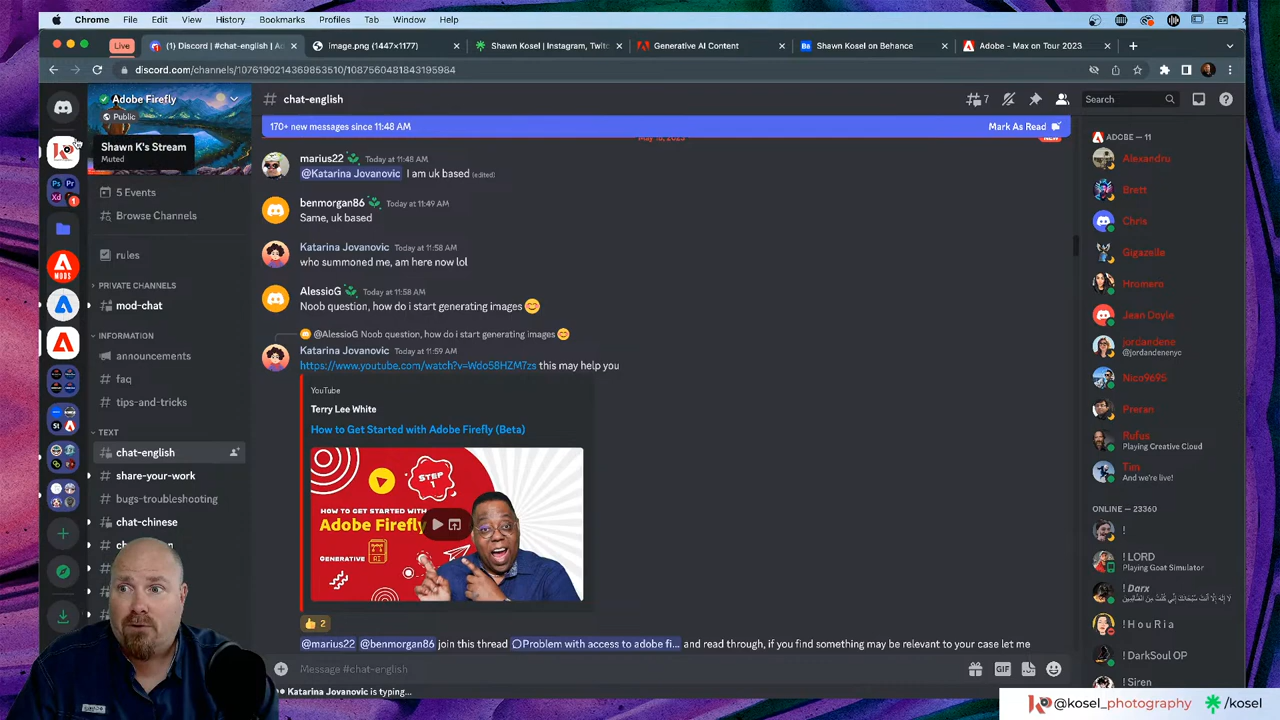 Chrome File Edit View History Bookmarks Profiles Tab Window Help
Live (1) Discord | #chat-english | Ad image.png (1447×1177) Shawn Kosel | Instagram, Twitc Generative AI Content Shawn Kosel on Behance Adobe - Max on Tour 2023
discord.com/channels/1076190214369853510/1087560481843195984
Adobe Firefly
Public
Shawn K's Stream
Muted
5 Events
Browse Channels
rules
PRIVATE CHANNELS
mod-chat
INFORMATION
announcements
faq
tips-and-tricks
TEXT
chat-english
share-your-work
bugs-troubleshooting
chat-chinese
# chat-english
7
Search
170+ new messages since 11:48 AM
Mark As Read
NEW
marius22 Today at 11:48 AM
@Katarina Jovanovic I am uk based (edited)
benmorgan86 Today at 11:49 AM
Same, uk based
Katarina Jovanovic Today at 11:58 AM
who summoned me, am here now lol
AlessioG Today at 11:58 AM
Noob question, how do i start generating images
@AlessioG Noob question, how do i start generating images
Katarina Jovanovic Today at 11:59 AM
https://www.youtube.com/watch?v=Wdo58HZM7zs this may help you
YouTube
Terry Lee White
How to Get Started with Adobe Firefly (Beta)
STEP
1
HOW TO GET STARTED WITH
Adobe Firefly
GENERATIVE
2
@marius22 @benmorgan86 join this thread Problem with access to adobe fi... and read through, if you find something may be relevant to your case let me
Message #chat-english
GIF
Katarina Jovanovic is typing...
ADOBE — 11
Alexandru
Brett
Chris
Gigazelle
Hromero
Jean Doyle
jordandene
@jordandenenyc
Nico9695
Preran
Rufus
Playing Creative Cloud
Tim
And we're live!
ONLINE — 23360
!
! LORD
Playing Goat Simulator
! Darx
! H o u R i a
! DarkSoul OP
! Siren
Ps Pr
Xd 1
MOBS
St
@kosel_photography /kosel